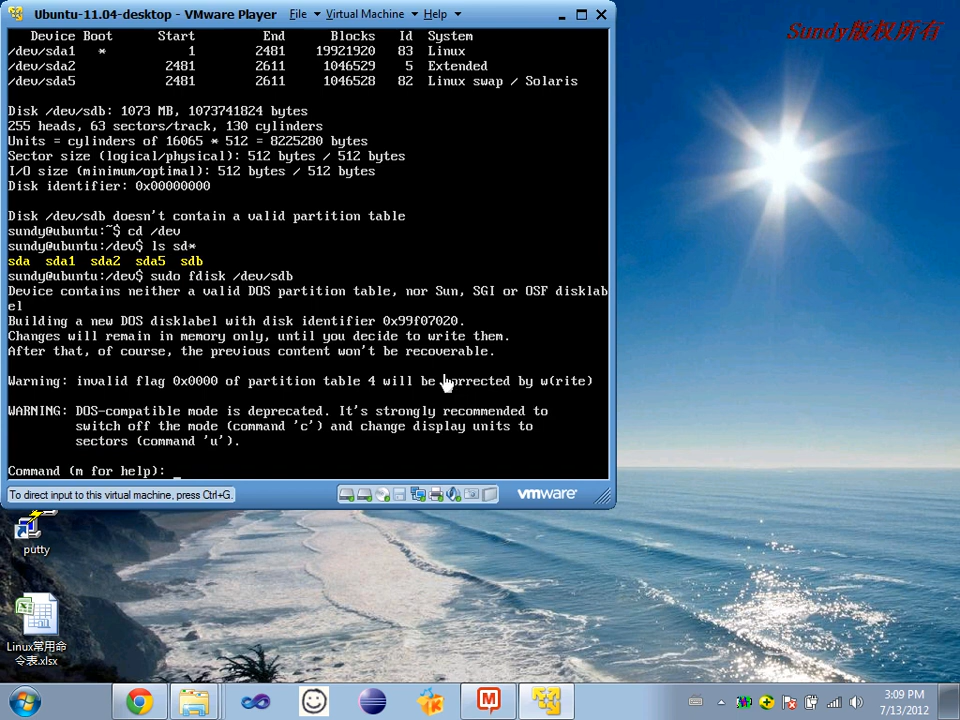 Ubuntu-11.04-desktop - VMware Player File Virtual Machine Help
Sundy版权所有
Device Boot Start End Blocks Id System
/dev/sda1 * 1 2481 19921920 83 Linux
/dev/sda2 2481 2611 1046529 5 Extended
/dev/sda5 2481 2611 1046528 82 Linux swap / Solaris
Disk /dev/sdb: 1073 MB, 1073741824 bytes
255 heads, 63 sectors/track, 130 cylinders
Units = cylinders of 16065 * 512 = 8225280 bytes
Sector size (logical/physical): 512 bytes / 512 bytes
I/O size (minimum/optimal): 512 bytes / 512 bytes
Disk identifier: 0x00000000
Disk /dev/sdb doesn't contain a valid partition table
sundy@ubuntu:~$ cd /dev
sundy@ubuntu:/dev$ ls sd*
sda sda1 sda2 sda5 sdb
sundy@ubuntu:/dev$ sudo fdisk /dev/sdb
Device contains neither a valid DOS partition table, nor Sun, SGI or OSF disklab
el
Building a new DOS disklabel with disk identifier 0x99f07020.
Changes will remain in memory only, until you decide to write them.
After that, of course, the previous content won't be recoverable.
Warning: invalid flag 0x0000 of partition table 4 will be corrected by w(rite)
WARNING: DOS-compatible mode is deprecated. It's strongly recommended to
switch off the mode (command 'c') and change display units to
sectors (command 'u').
Command (m for help): _
To direct input to this virtual machine, press Ctrl+G.
vmware
putty
Linux常用命
令表.xlsx
3:09 PM
7/13/2012